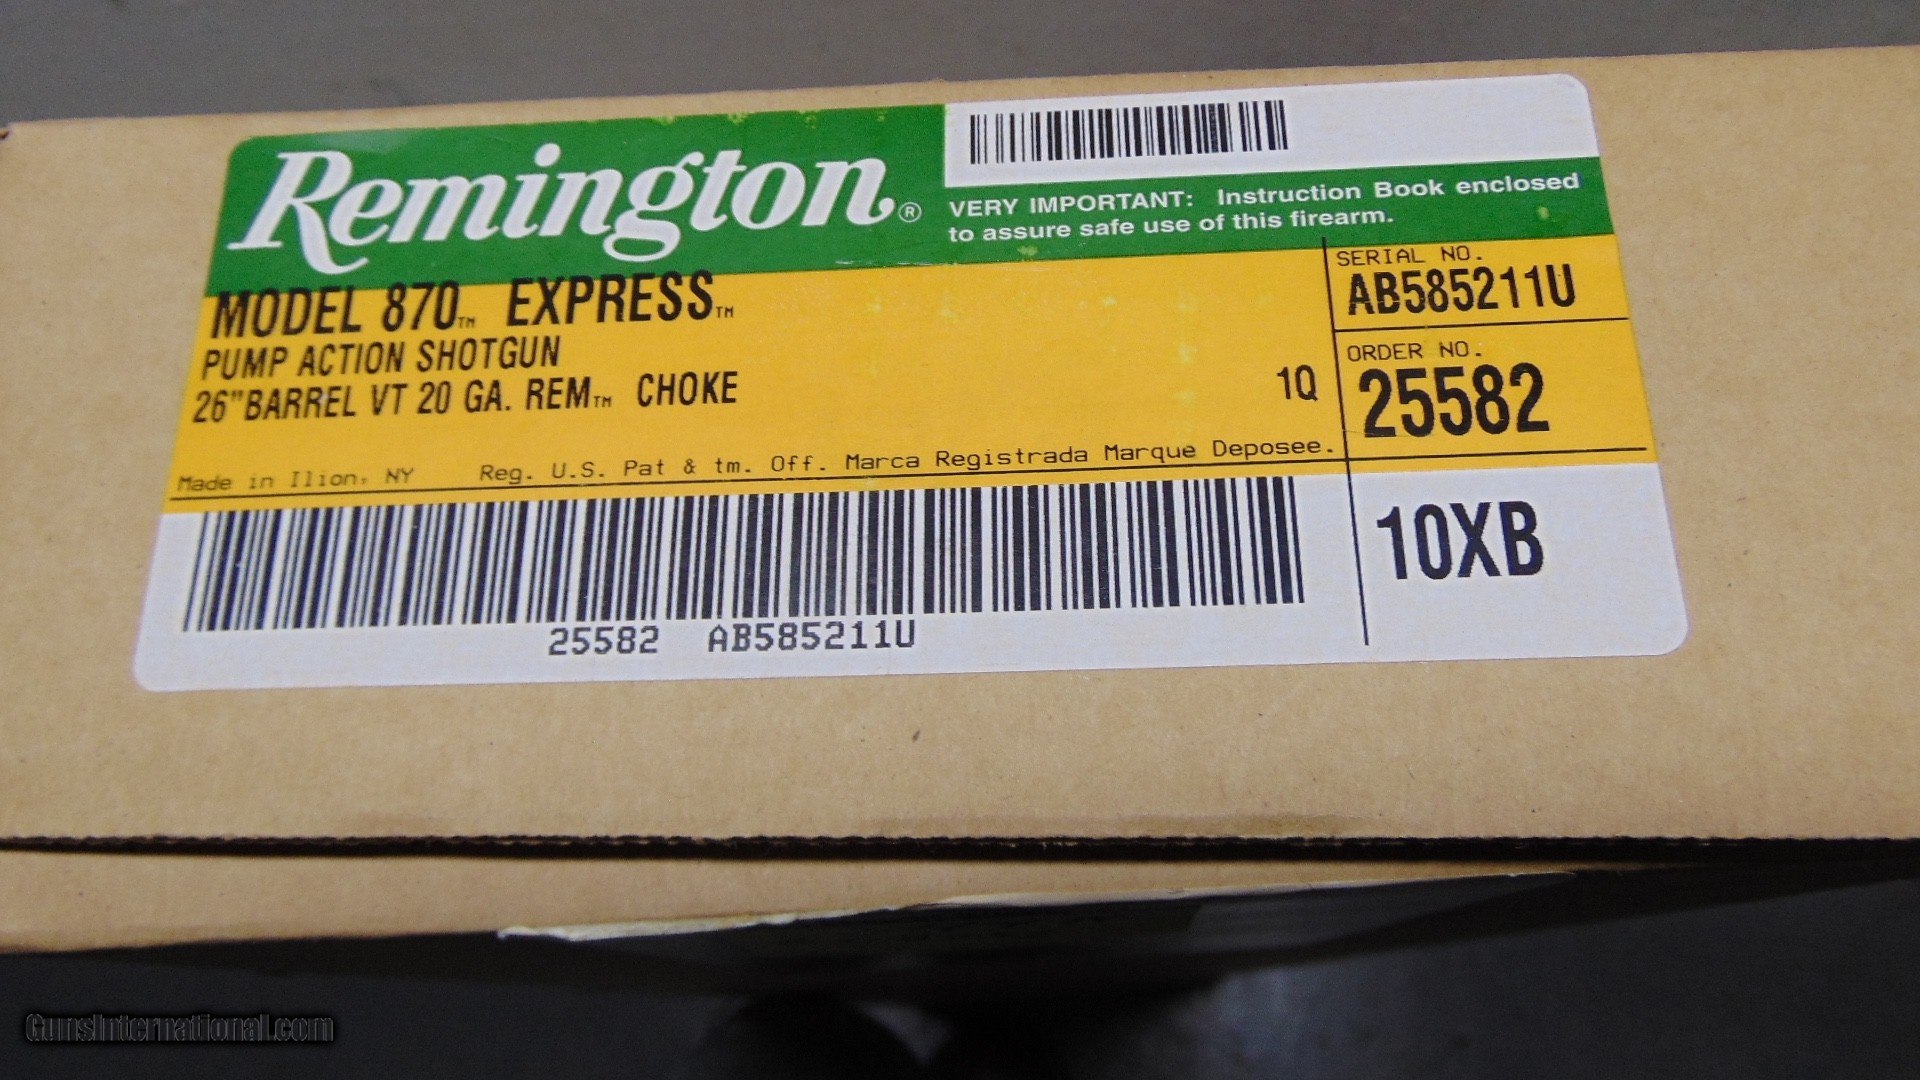 Remington®
VERY IMPORTANT: Instruction Book enclosed
to assure safe use of this firearm.
MODEL 870™ EXPRESS™
PUMP ACTION SHOTGUN
26" BARREL VT 20 GA. REM™ CHOKE
1Q
SERIAL NO.
AB585211U
ORDER NO.
25582
Made in Ilion, NY Reg. U.S. Pat & tm. Off. Marca Registrada Marque Deposee.
10XB
25582 AB585211U
GunsInternational.com